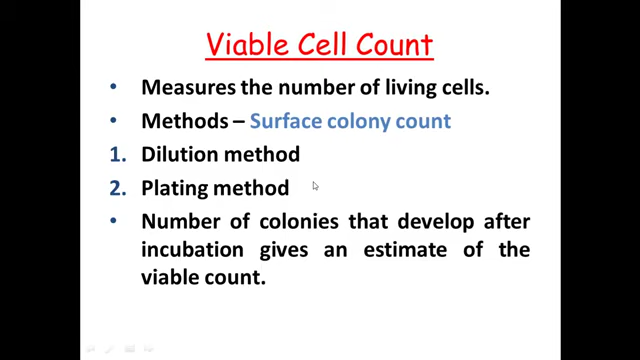 Viable Cell Count
• Measures the number of living cells.
• Methods – Surface colony count
1. Dilution method
2. Plating method
• Number of colonies that develop after
incubation gives an estimate of the
viable count.